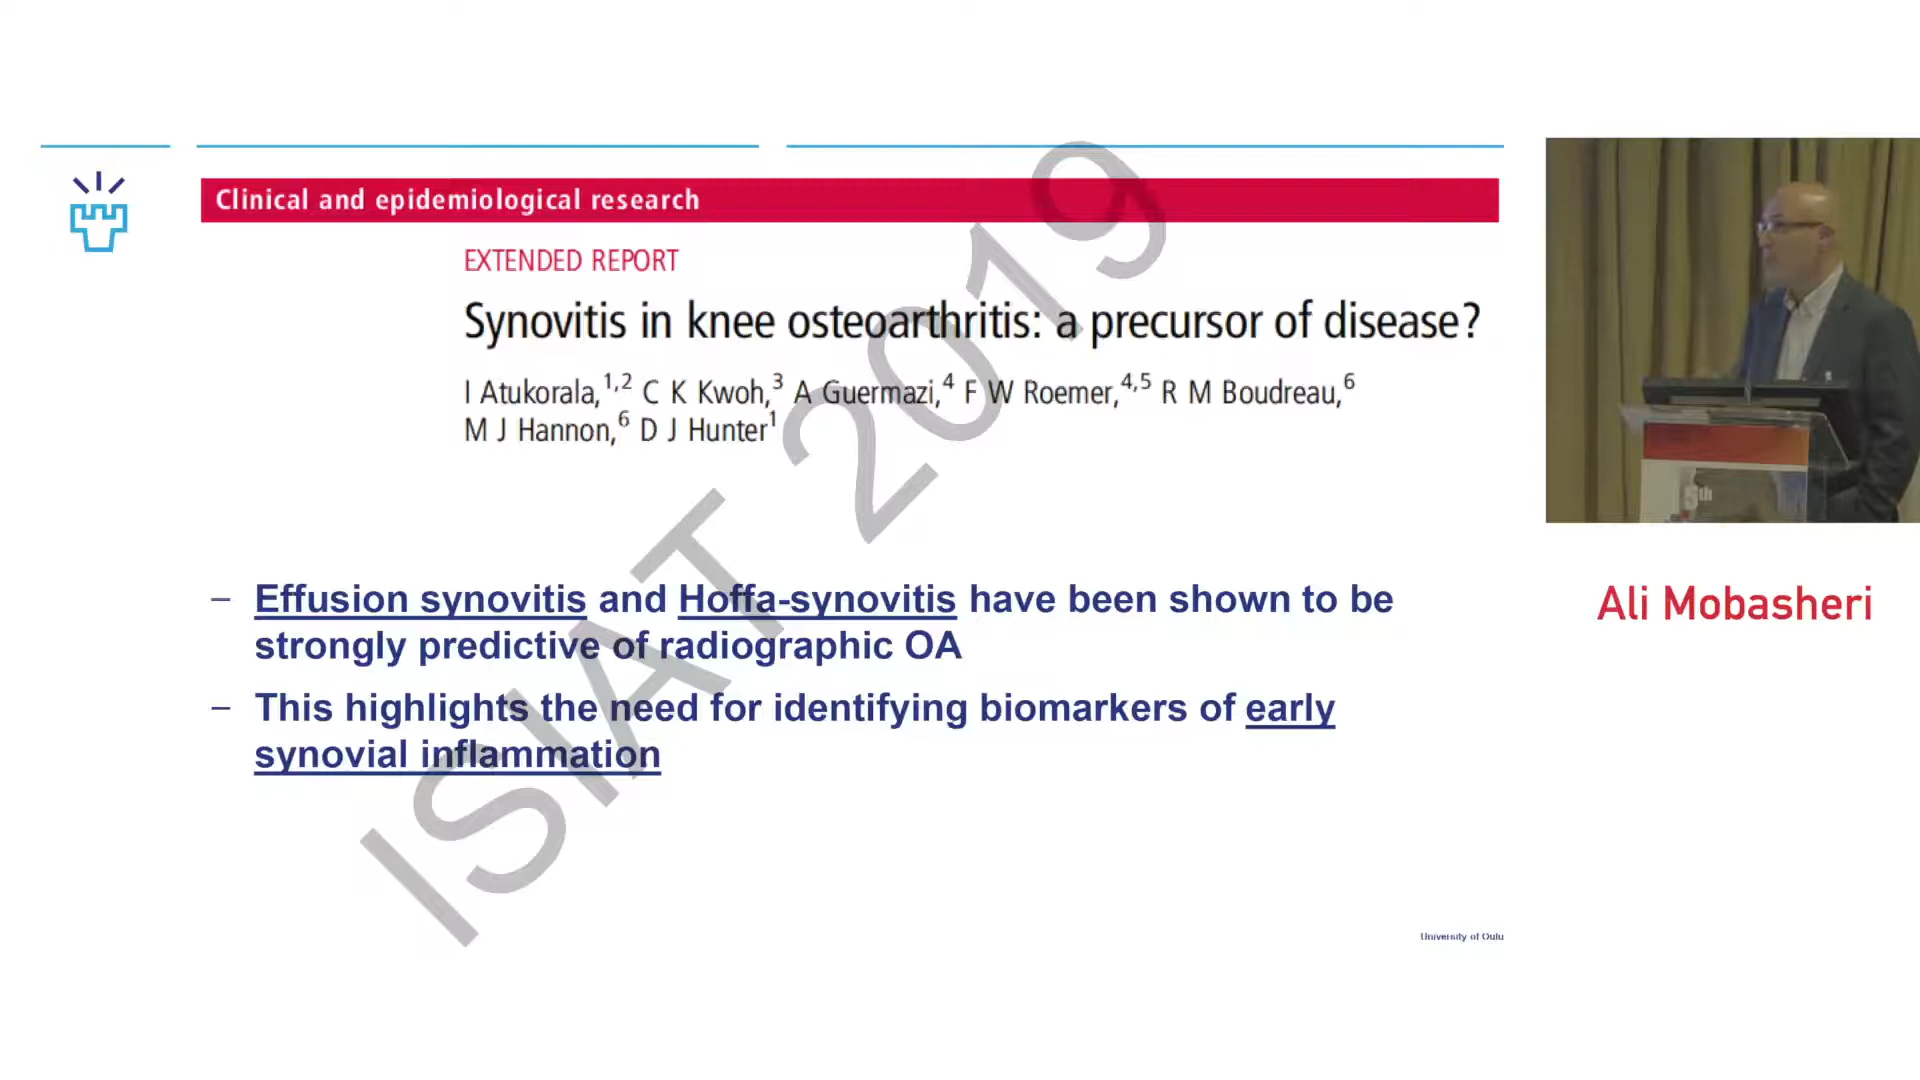 Clinical and epidemiological research
EXTENDED REPORT
Synovitis in knee osteoarthritis: a precursor of disease?
I Atukorala,1,2 C K Kwoh,3 A Guermazi,4 F W Roemer,4,5 R M Boudreau,6
M J Hannon,6 D J Hunter1
– Effusion synovitis and Hoffa-synovitis have been shown to be
strongly predictive of radiographic OA
– This highlights the need for identifying biomarkers of early
synovial inflammation
ISIAT 2019
University of Oulu
5th
Ali Mobasheri